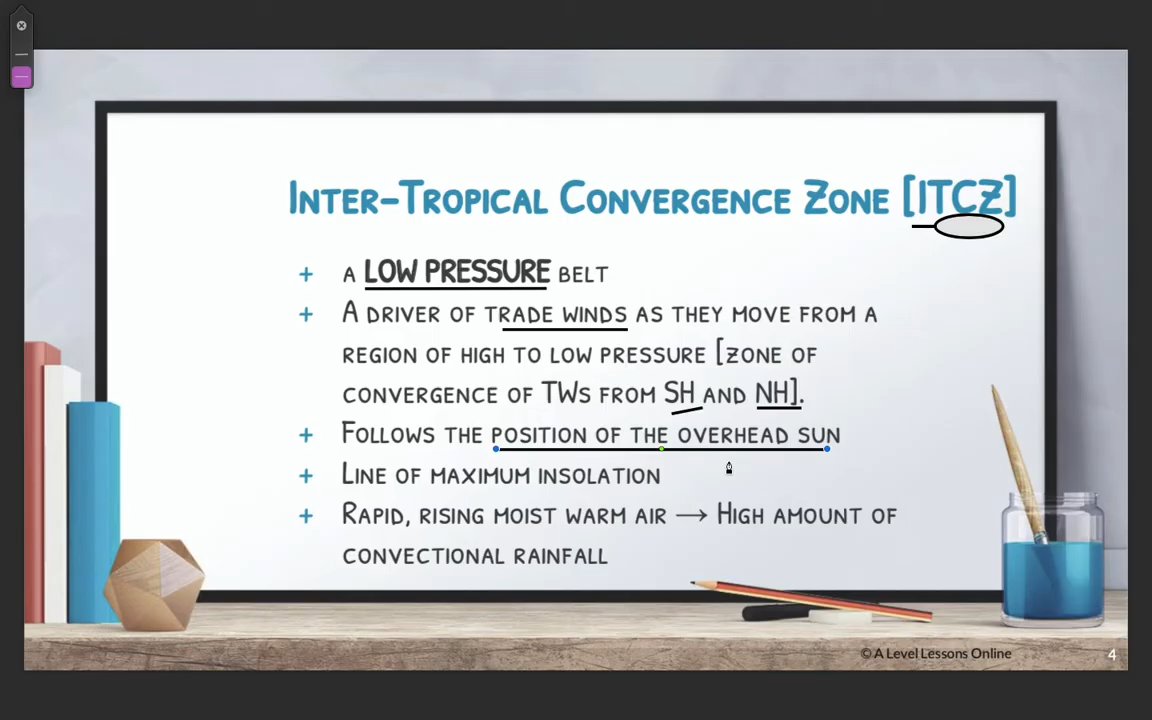 Inter-Tropical Convergence Zone [ITCZ]
+ A LOW PRESSURE BELT
+ A DRIVER OF TRADE WINDS AS THEY MOVE FROM A
REGION OF HIGH TO LOW PRESSURE [ZONE OF
CONVERGENCE OF TWs FROM SH AND NH].
+ FOLLOWS THE POSITION OF THE OVERHEAD SUN
+ LINE OF MAXIMUM INSOLATION
+ RAPID, RISING MOIST WARM AIR → HIGH AMOUNT OF
CONVECTIONAL RAINFALL
© A Level Lessons Online
4